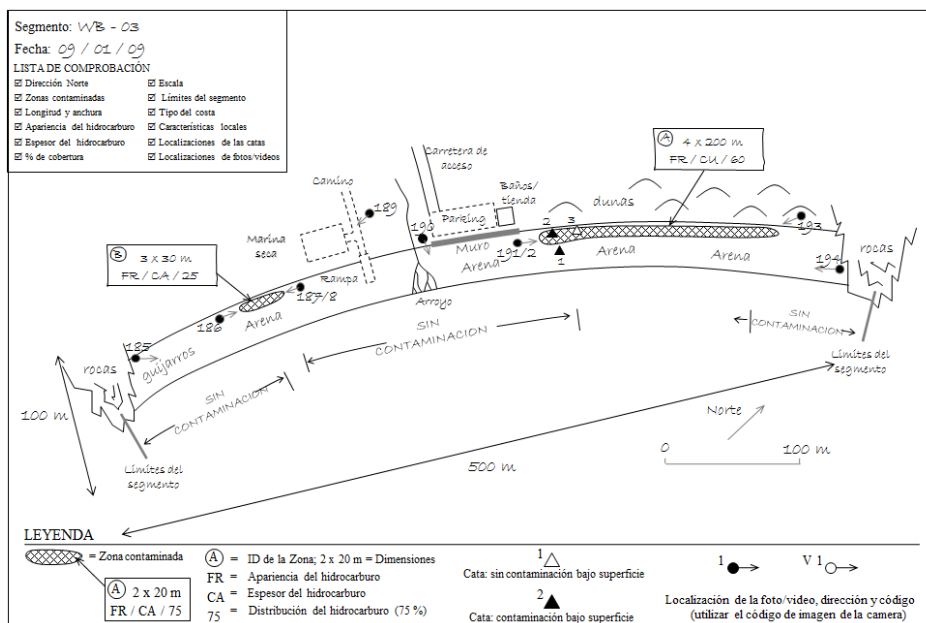 Segmento: WB - 03
Fecha: 09 / 01 / 09
LISTA DE COMPROBACIÓN
☑ Dirección Norte
☑ Escala
☑ Zonas contaminadas
☑ Límites del segmento
☑ Longitud y anchura
☑ Tipo del costa
☑ Apariencia del hidrocarburo
☑ Características locales
☑ Espesor del hidrocarburo
☑ Localizaciones de las catas
☑ % de cobertura
☑ Localizaciones de fotos/videos
A 4 x 200 m
FR / CU / 60
Carretera de
acceso
Camino
Baños/
tienda
dunas
189
190
Parking
2
3
193
Marina
seca
Muro
191/2
1
Arena
Arena
Arena
194
rocas
B 3 x 30 m
FR / CA / 25
Rampa
187/8
Arroyo
186
Arena
185
guijarros
rocas
SIN
CONTAMINACION
SIN
CONTAMINACION
SIN
CONTAMINACION
Límites del
segmento
100 m
Límites del
segmento
500 m
Norte
0 100 m
LEYENDA
= Zona contaminada
A 2 x 20 m
FR / CA / 75
A = ID de la Zona; 2 x 20 m = Dimensiones
FR = Apariencia del hidrocarburo
CA = Espesor del hidrocarburo
75 = Distribución del hidrocarburo (75 %)
1
Cata: sin contaminación bajo superficie
2
Cata: contaminación bajo superficie
1
V 1
Localización de la foto/video, dirección y código
(utilizar el código de imagen de la camera)